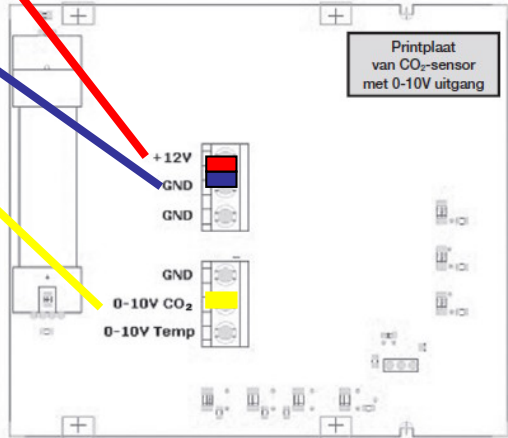 Printplaat
van CO₂-sensor
met 0-10V uitgang
+12V
GND
GND
GND
0-10V CO₂
0-10V Temp